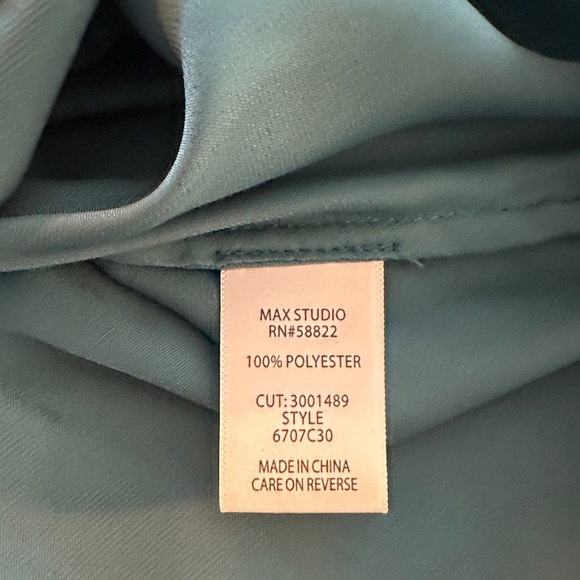 MAX STUDIO
RN#58822
100% POLYESTER
CUT: 3001489
STYLE
6707C30
MADE IN CHINA
CARE ON REVERSE